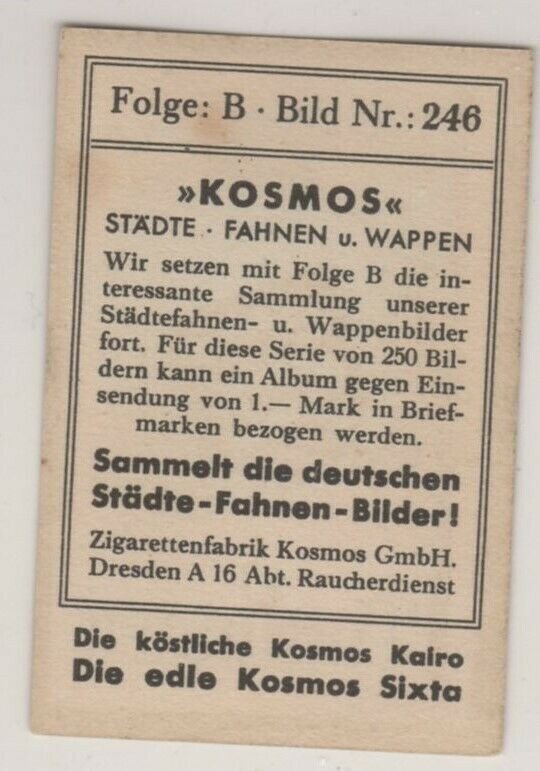 Folge: B · Bild Nr.: 246
»KOSMOS«
STÄDTE · FAHNEN u. WAPPEN
Wir setzen mit Folge B die in-
teressante Sammlung unserer
Städtefahnen- u. Wappenbilder
fort. Für diese Serie von 250 Bil-
dern kann ein Album gegen Ein-
sendung von 1.— Mark in Brief-
marken bezogen werden.
Sammelt die deutschen
Städte-Fahnen-Bilder!
Zigarettenfabrik Kosmos GmbH.
Dresden A 16 Abt. Raucherdienst
Die köstliche Kosmos Kairo
Die edle Kosmos Sixta